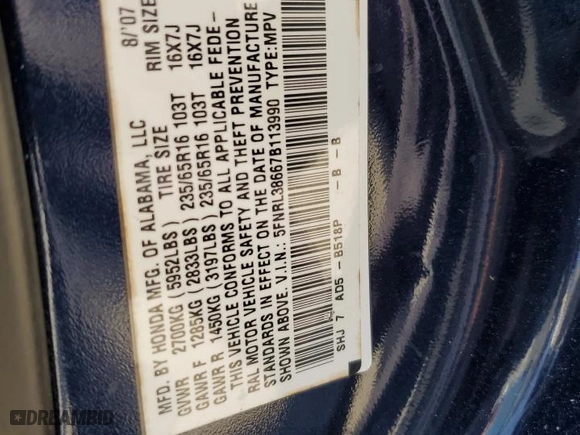 MFD. BY HONDA MFG. OF ALABAMA, LLC 8/'07
GVWR 2700KG (5952LBS) TIRE SIZE RIM SIZE
GAWR F 1285KG (2833LBS) 235/65R16 103T 16X7J
GAWR R 1450KG (3197LBS) 235/65R16 103T 16X7J
THIS VEHICLE CONFORMS TO ALL APPLICABLE FEDE-
RAL MOTOR VEHICLE SAFETY AND THEFT PREVENTION
STANDARDS IN EFFECT ON THE DATE OF MANUFACTURE
SHOWN ABOVE. V.I.N.: 5FNRL38667B113990 TYPE:MPV
SHJ 7 AD5 -B518P -B -B
DREAMBID